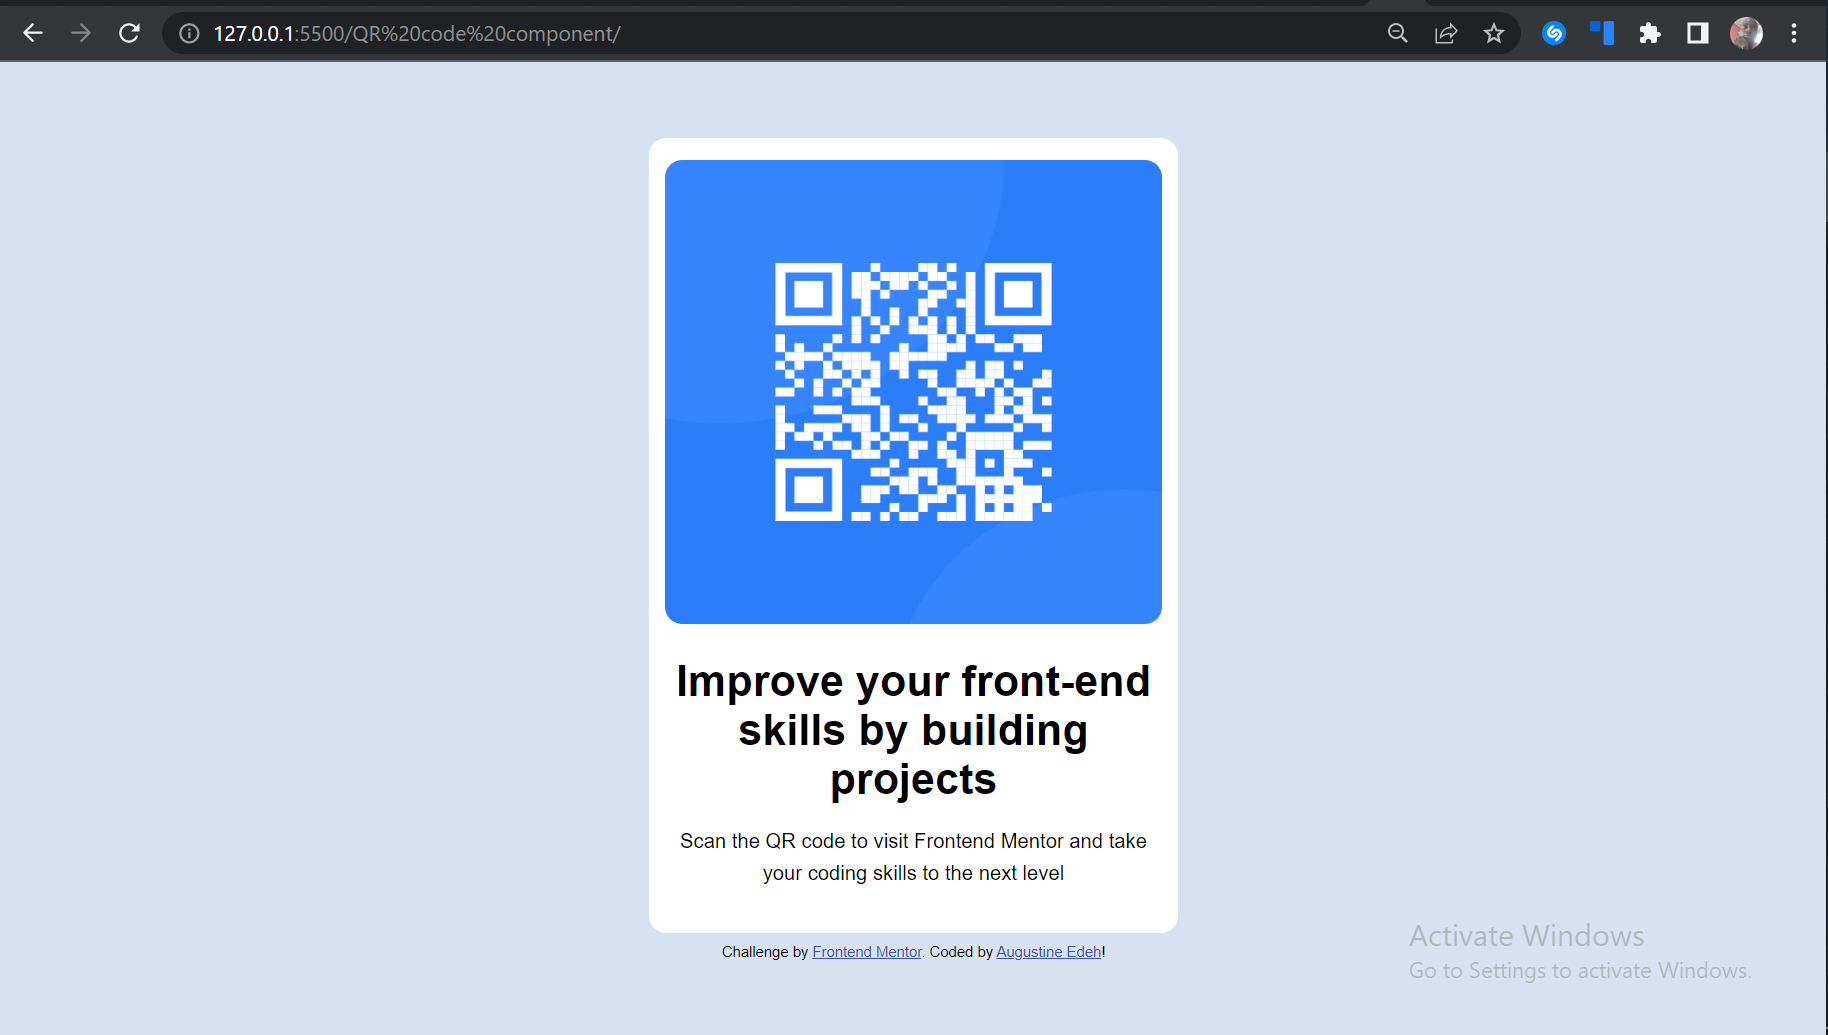 127.0.0.1:5500/QR%20code%20component/
Improve your front-end
skills by building
projects
Scan the QR code to visit Frontend Mentor and take
your coding skills to the next level
Challenge by Frontend Mentor. Coded by Augustine Edeh!
Activate Windows
Go to Settings to activate Windows.